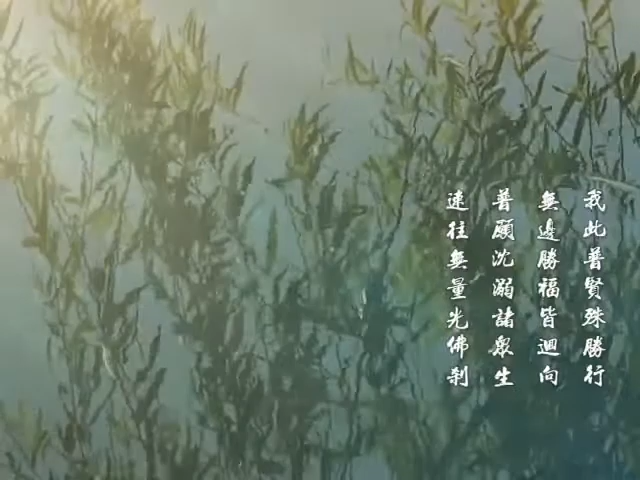 我此普賢殊勝行
無邊勝福皆迴向
普願沈溺諸眾生
速往無量光佛剎